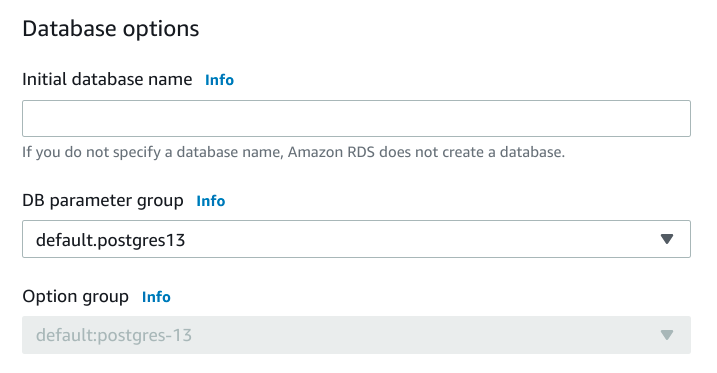 Database options
Initial database name Info
If you do not specify a database name, Amazon RDS does not create a database.
DB parameter group Info
default.postgres13
Option group Info
default:postgres-13